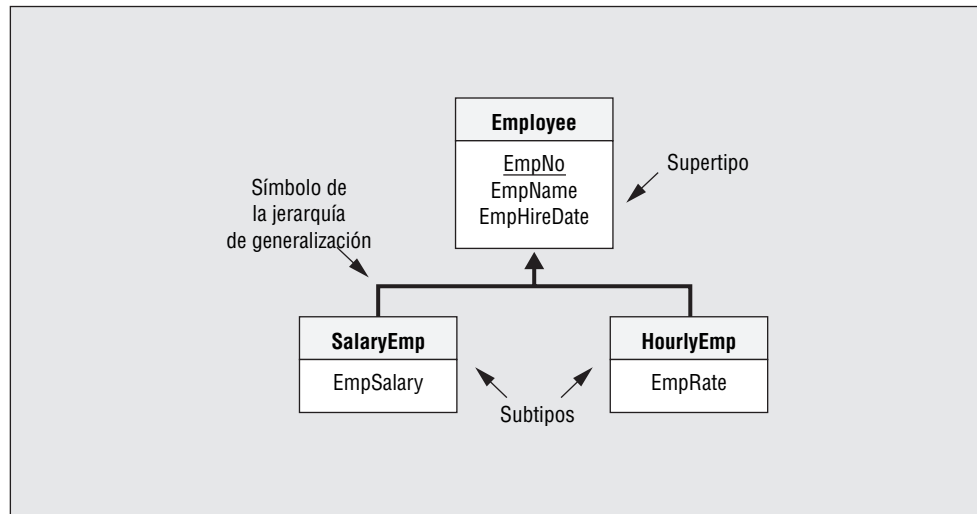 Employee
EmpNo
EmpName
EmpHireDate
Supertipo
Símbolo de
la jerarquía
de generalización
SalaryEmp
EmpSalary
HourlyEmp
EmpRate
Subtipos